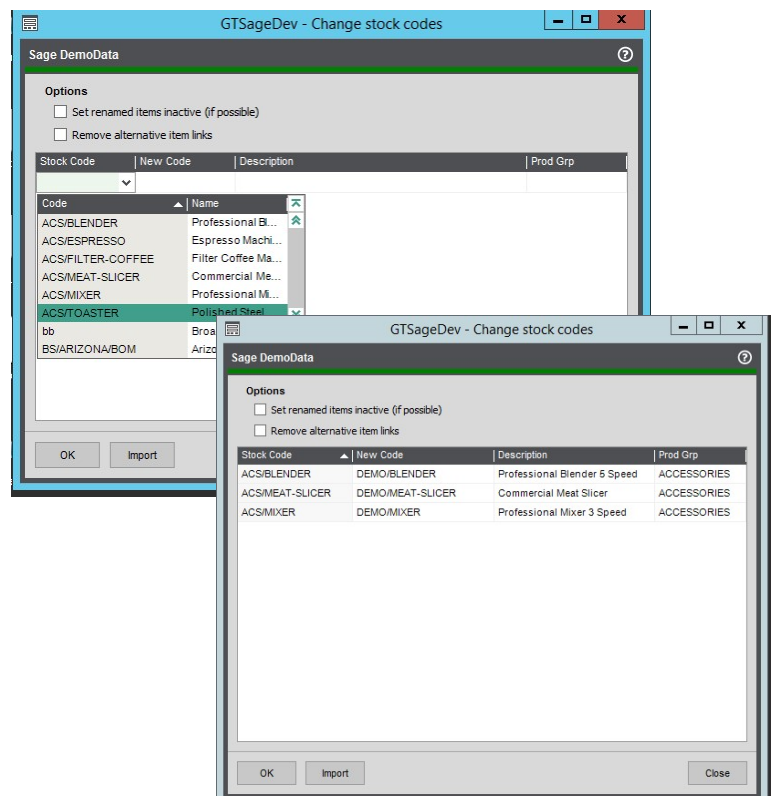 GTSageDev - Change stock codes
Sage DemoData
Options
Set renamed items inactive (if possible)
Remove alternative item links
Stock Code New Code Description Prod Grp
Code Name
ACS/BLENDER Professional Bl...
ACS/ESPRESSO Espresso Machi...
ACS/FILTER-COFFEE Filter Coffee Ma...
ACS/MEAT-SLICER Commercial Me...
ACS/MIXER Professional Mi...
ACS/TOASTER Polished Steel
bb Broa
BS/ARIZONA/BOM Arizo
OK Import
GTSageDev - Change stock codes
Sage DemoData
Options
Set renamed items inactive (if possible)
Remove alternative item links
Stock Code New Code Description Prod Grp
ACS/BLENDER DEMO/BLENDER Professional Blender 5 Speed ACCESSORIES
ACS/MEAT-SLICER DEMO/MEAT-SLICER Commercial Meat Slicer ACCESSORIES
ACS/MIXER DEMO/MIXER Professional Mixer 3 Speed ACCESSORIES
OK Import Close